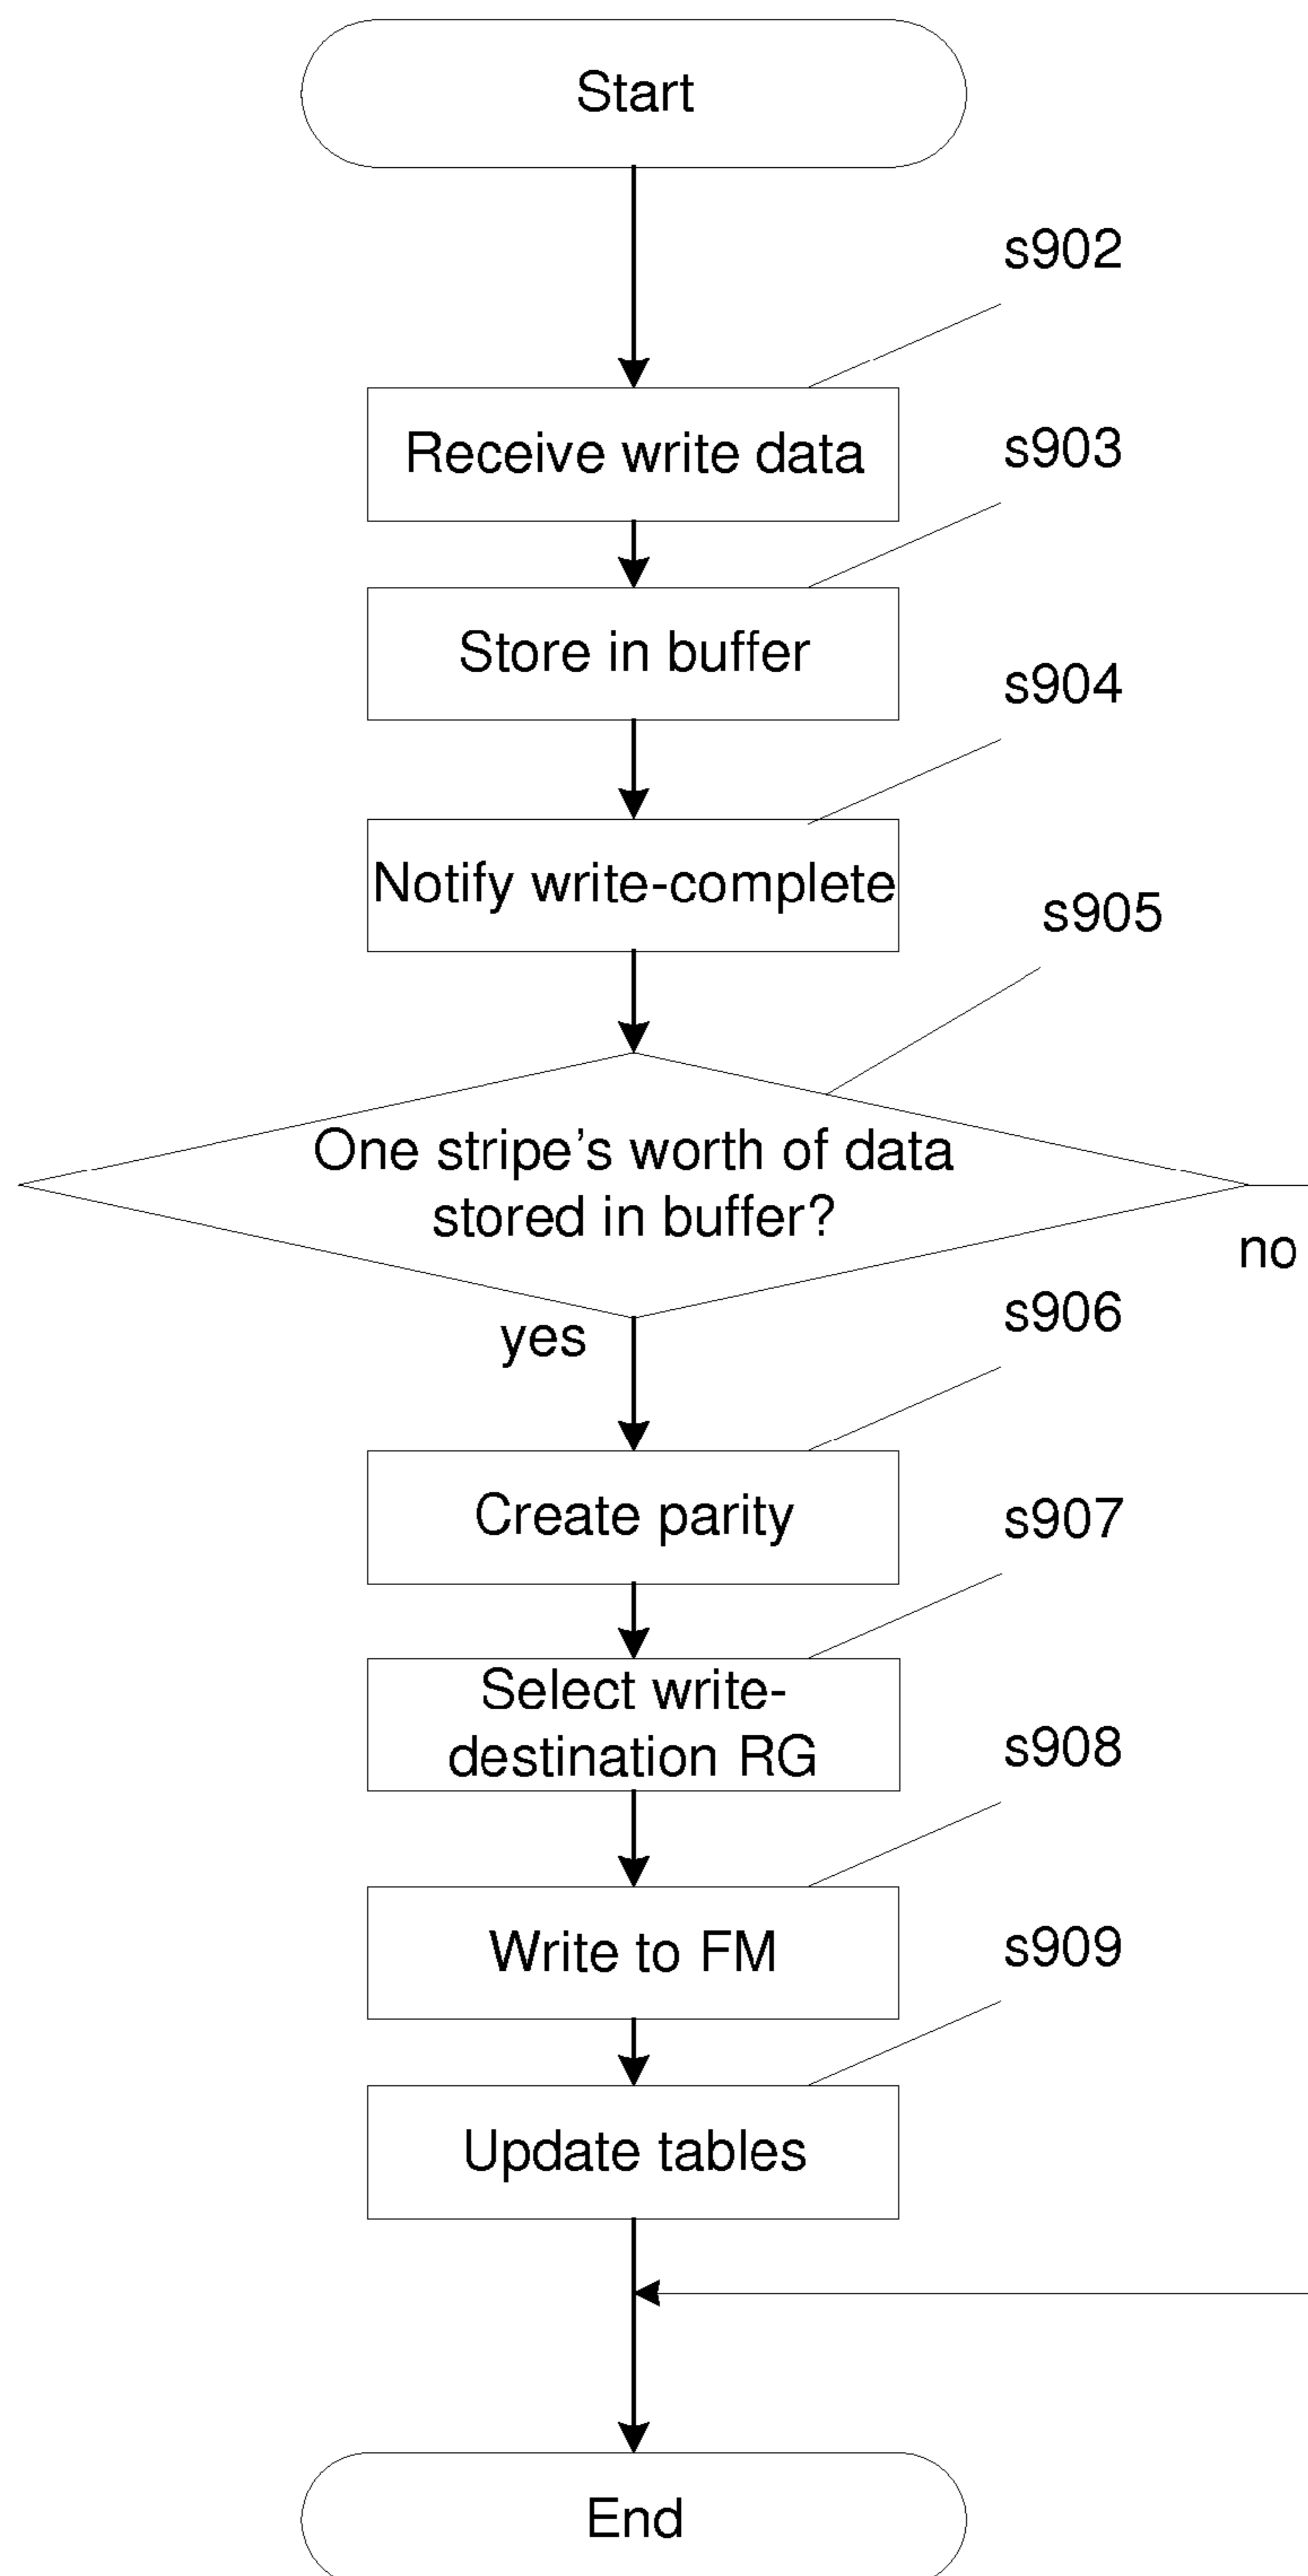 Start
s902
Receive write data
s903
Store in buffer
s904
Notify write-complete
s905
One stripe's worth of data
stored in buffer?
no
yes
s906
Create parity
s907
Select write-
destination RG
s908
Write to FM
s909
Update tables
End